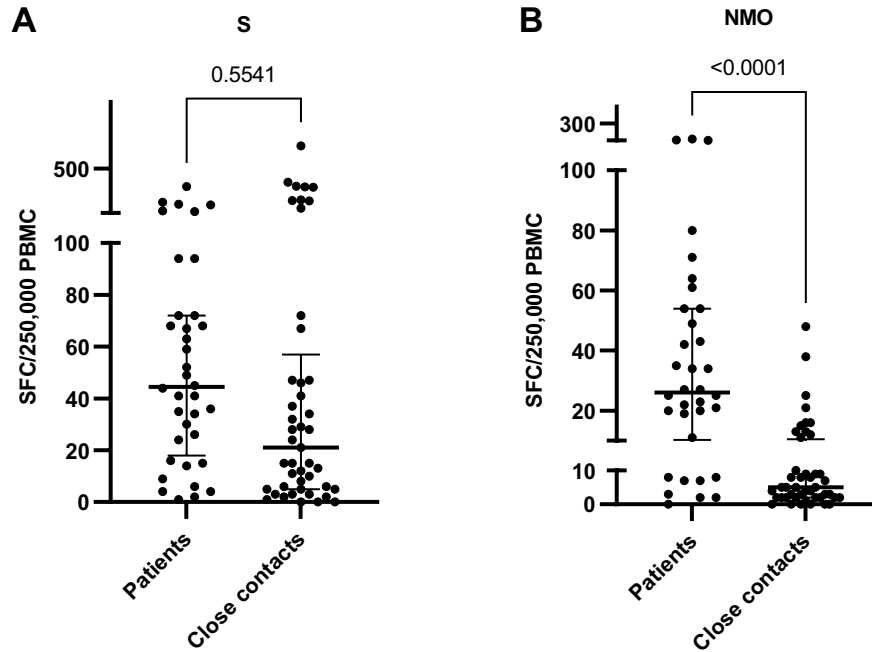 A
S
0.5541
500
100
80
60
40
20
0
SFC/250,000 PBMC
Patients
Close contacts
B
NMO
<0.0001
300
100
80
60
40
20
10
0
SFC/250,000 PBMC
Patients
Close contacts